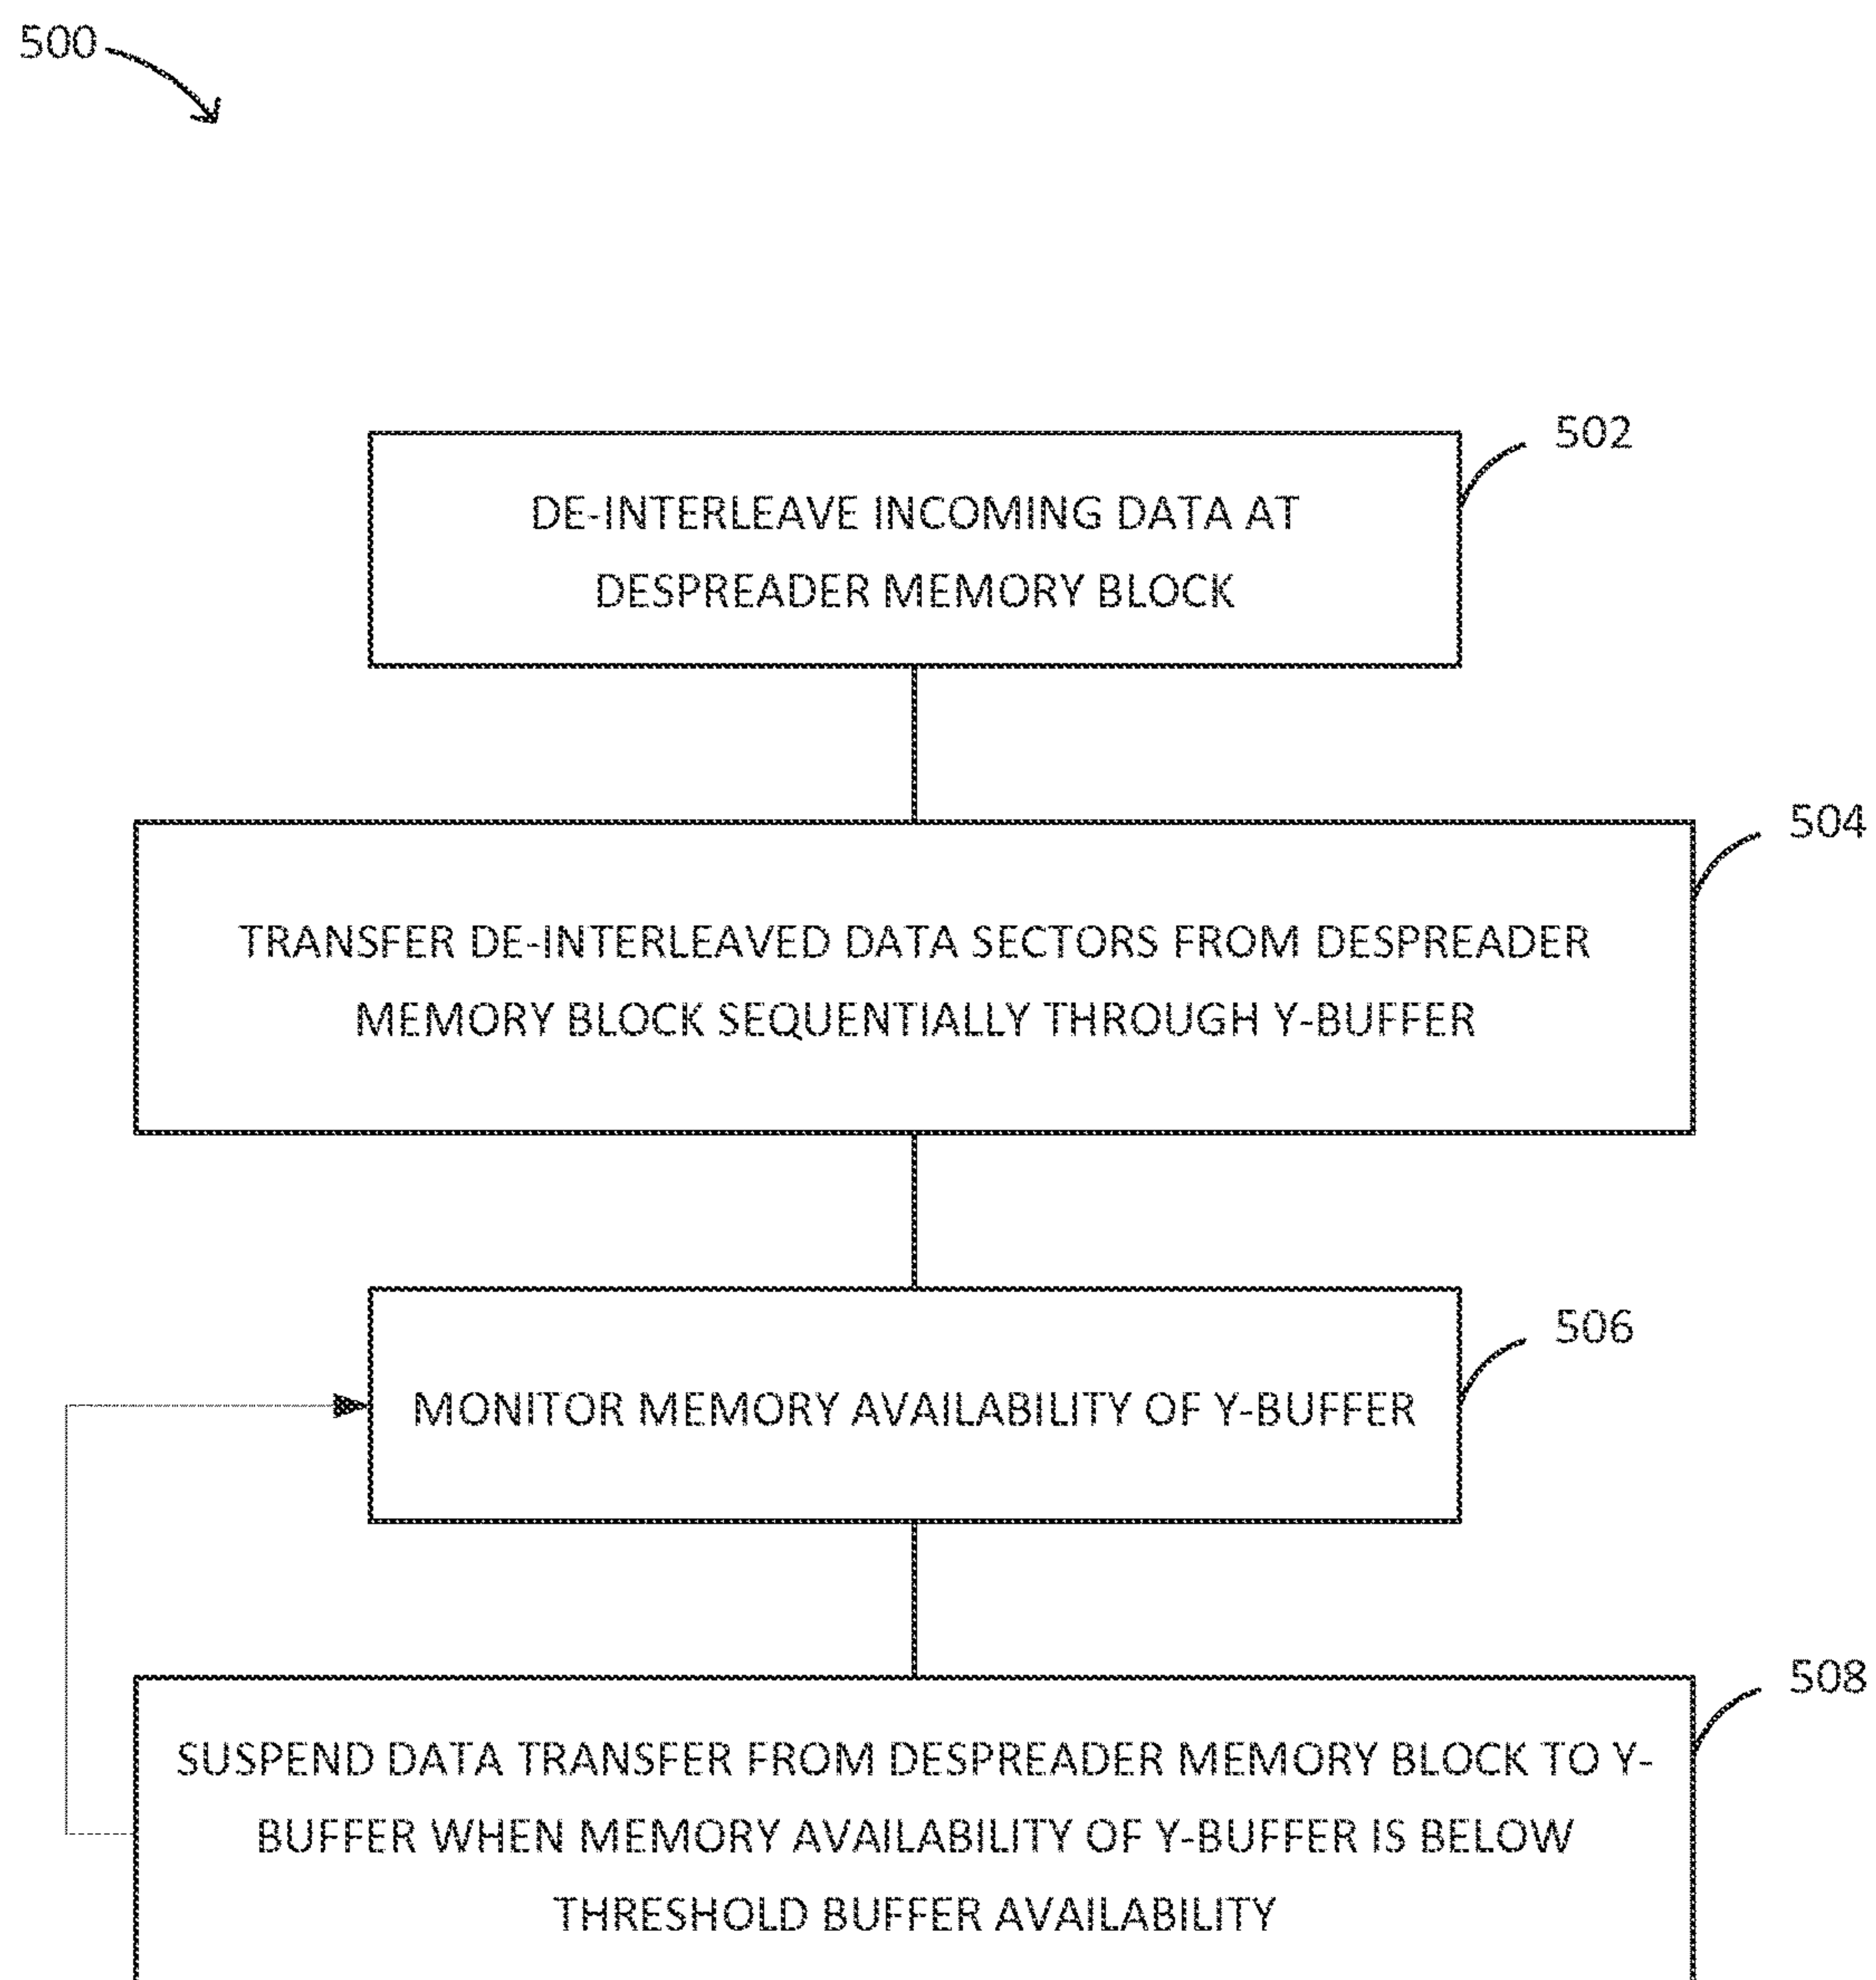 500
502
DE-INTERLEAVE INCOMING DATA AT
DESPREADER MEMORY BLOCK
504
TRANSFER DE-INTERLEAVED DATA SECTORS FROM DESPREADER
MEMORY BLOCK SEQUENTIALLY THROUGH Y-BUFFER
506
MONITOR MEMORY AVAILABILITY OF Y-BUFFER
508
SUSPEND DATA TRANSFER FROM DESPREADER MEMORY BLOCK TO Y-
BUFFER WHEN MEMORY AVAILABILITY OF Y-BUFFER IS BELOW
THRESHOLD BUFFER AVAILABILITY